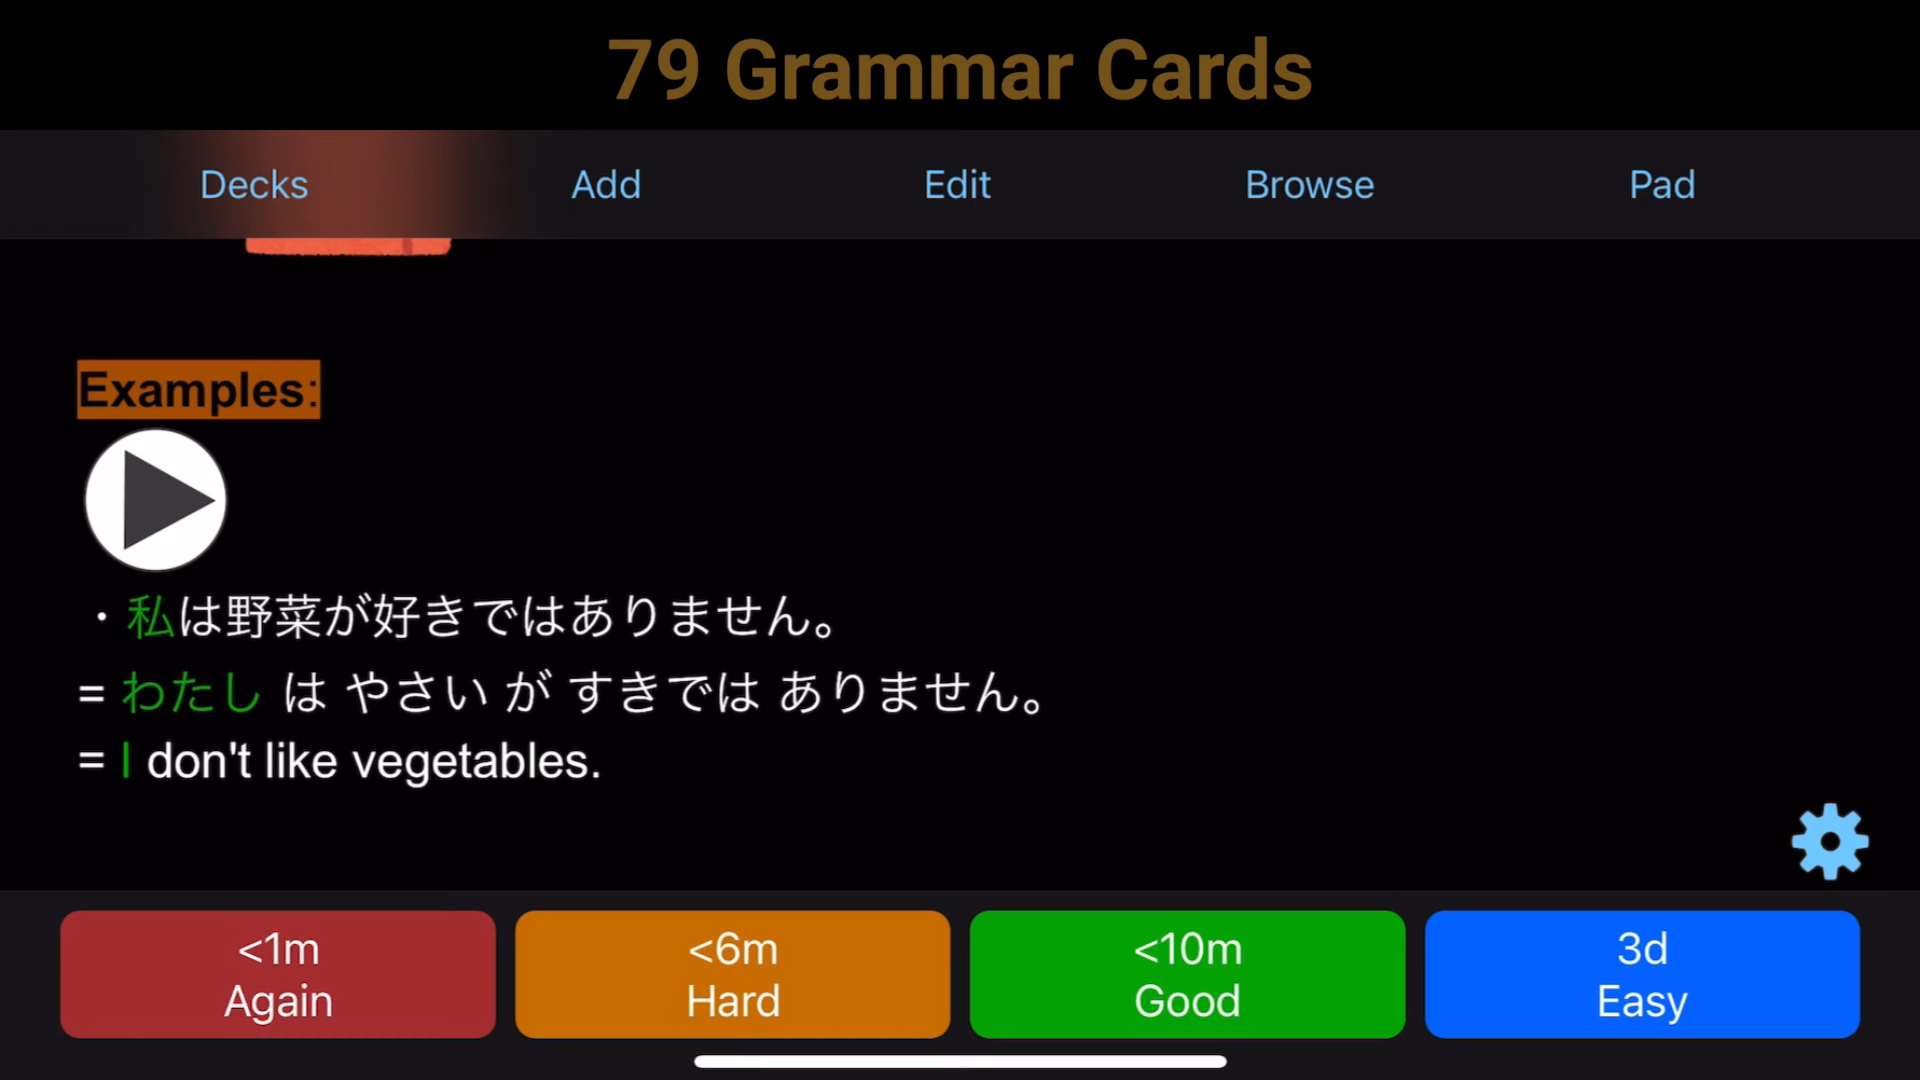 79 Grammar Cards
Decks Add Edit Browse Pad
Examples:
・私は野菜が好きではありません。
= わたし は やさい が すきでは ありません。
= I don't like vegetables.
<1m <6m <10m 3d
Again Hard Good Easy